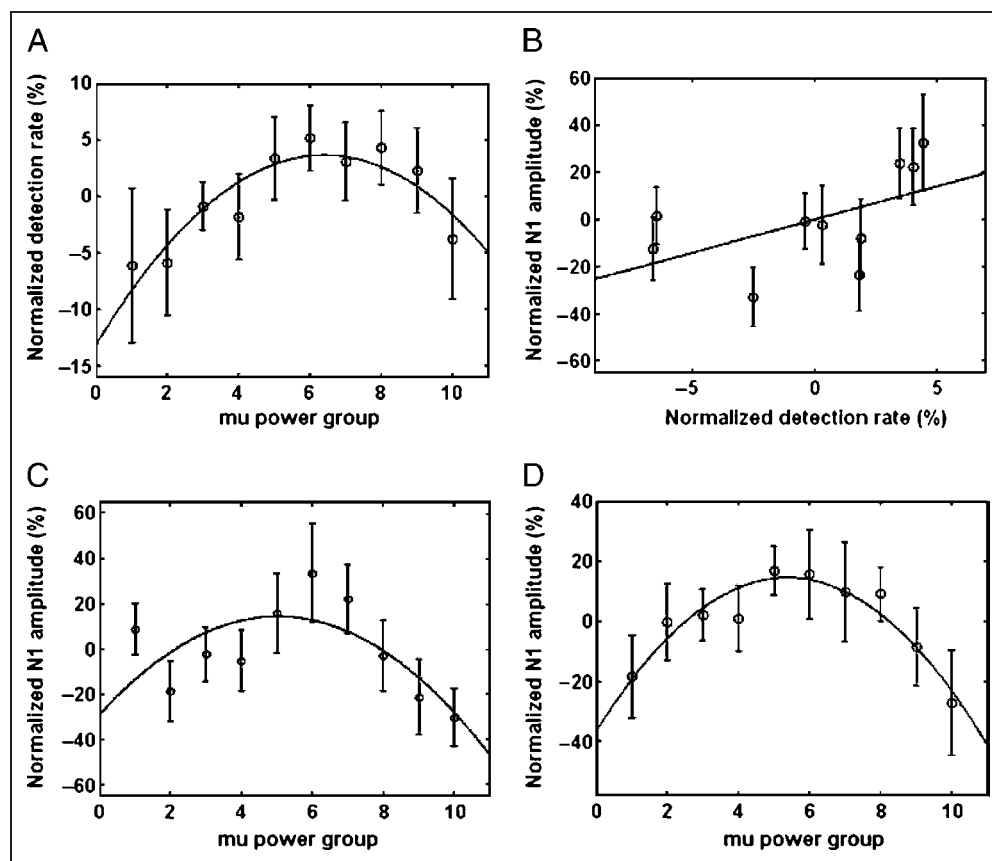 A
Normalized detection rate (%)
10
5
0
−5
−10
−15
0 2 4 6 8 10
mu power group
B
Normalized N1 amplitude (%)
60
40
20
0
−20
−40
−60
−5 0 5
Normalized detection rate (%)
C
Normalized N1 amplitude (%)
60
40
20
0
−20
−40
−60
0 2 4 6 8 10
mu power group
D
Normalized N1 amplitude (%)
40
20
0
−20
−40
0 2 4 6 8 10
mu power group